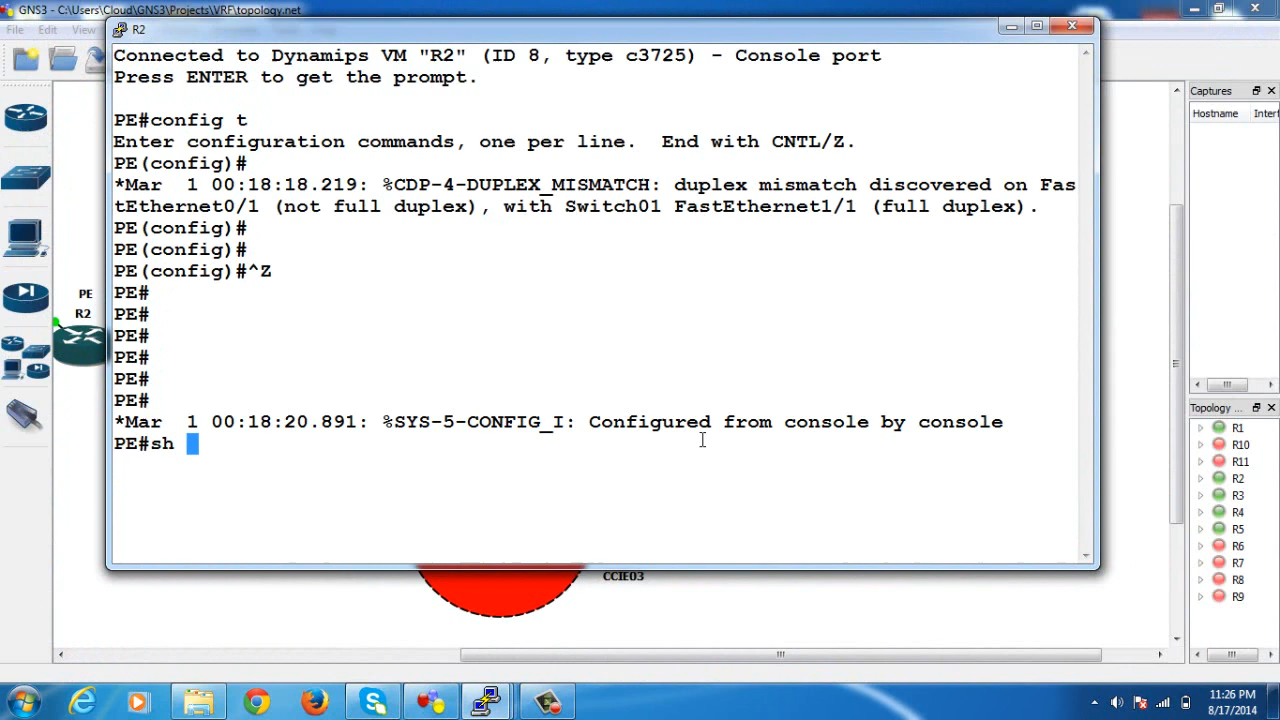 GNS3 - C:\Users\Cloud\GNS3\Projects\VRF\topology.net
File Edit View
R2
Connected to Dynamips VM "R2" (ID 8, type c3725) - Console port
Press ENTER to get the prompt.
PE#config t
Enter configuration commands, one per line.  End with CNTL/Z.
PE(config)#
*Mar  1 00:18:18.219: %CDP-4-DUPLEX_MISMATCH: duplex mismatch discovered on Fas
tEthernet0/1 (not full duplex), with Switch01 FastEthernet1/1 (full duplex).
PE(config)#
PE(config)#
PE(config)#^Z
PE#
PE#
PE#
PE#
PE#
PE#
*Mar  1 00:18:20.891: %SYS-5-CONFIG_I: Configured from console by console
PE#sh
PE
R2
CCIE03
Captures
Hostname Interf
Topology ...
R1
R10
R11
R2
R3
R4
R5
R6
R7
R8
R9
11:26 PM
8/17/2014